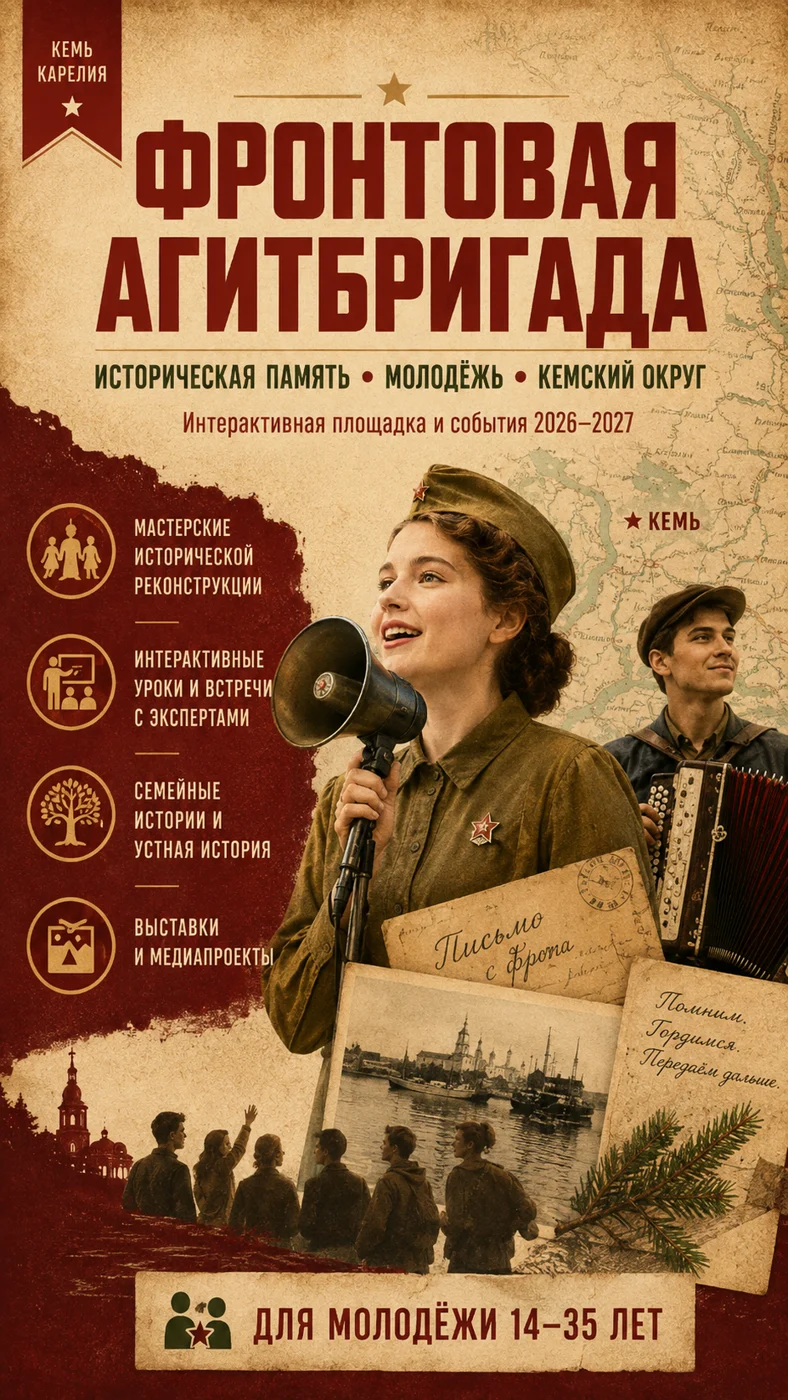 КЕМЬ
КАРЕЛИЯ
ФРОНТОВАЯ
АГИТБРИГАДА
ИСТОРИЧЕСКАЯ ПАМЯТЬ • МОЛОДЁЖЬ • КЕМСКИЙ ОКРУГ
Интерактивная площадка и события 2026–2027
КЕМЬ
МАСТЕРСКИЕ
ИСТОРИЧЕСКОЙ
РЕКОНСТРУКЦИИ
ИНТЕРАКТИВНЫЕ
УРОКИ И ВСТРЕЧИ
С ЭКСПЕРТАМИ
СЕМЕЙНЫЕ
ИСТОРИИ И
УСТНАЯ ИСТОРИЯ
ВЫСТАВКИ
И МЕДИАПРОЕКТЫ
Письмо
с фропа
Помним.
Гордимся.
Передаём дальше.
ДЛЯ МОЛОДЁЖИ 14–35 ЛЕТ